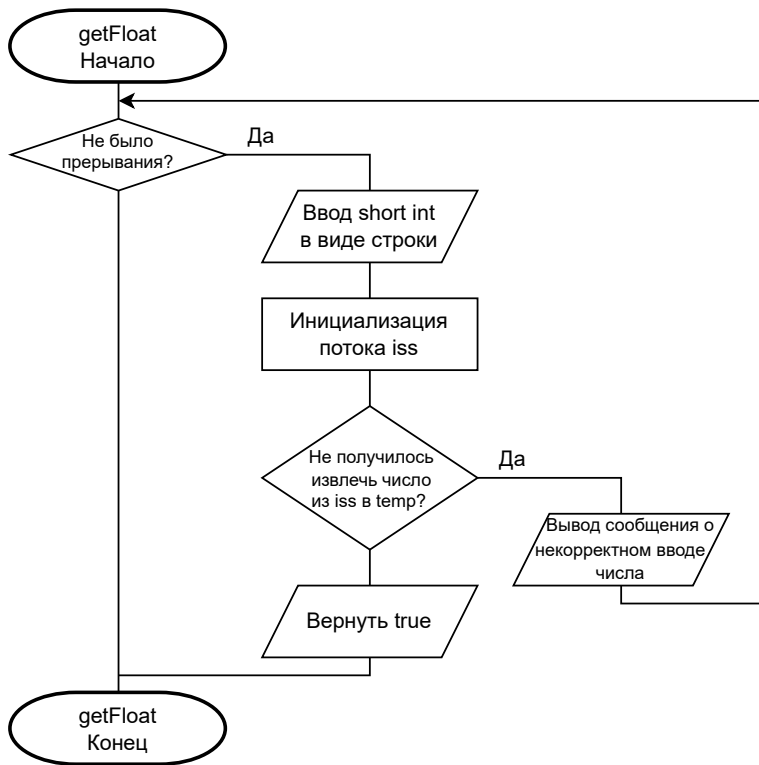 getFloat
Начало
Не было
прерывания?
Да
Ввод short int
в виде строки
Инициализация
потока iss
Не получилось
извлечь число
из iss в temp?
Да
Вывод сообщения о
некорректном вводе
числа
Вернуть true
getFloat
Конец